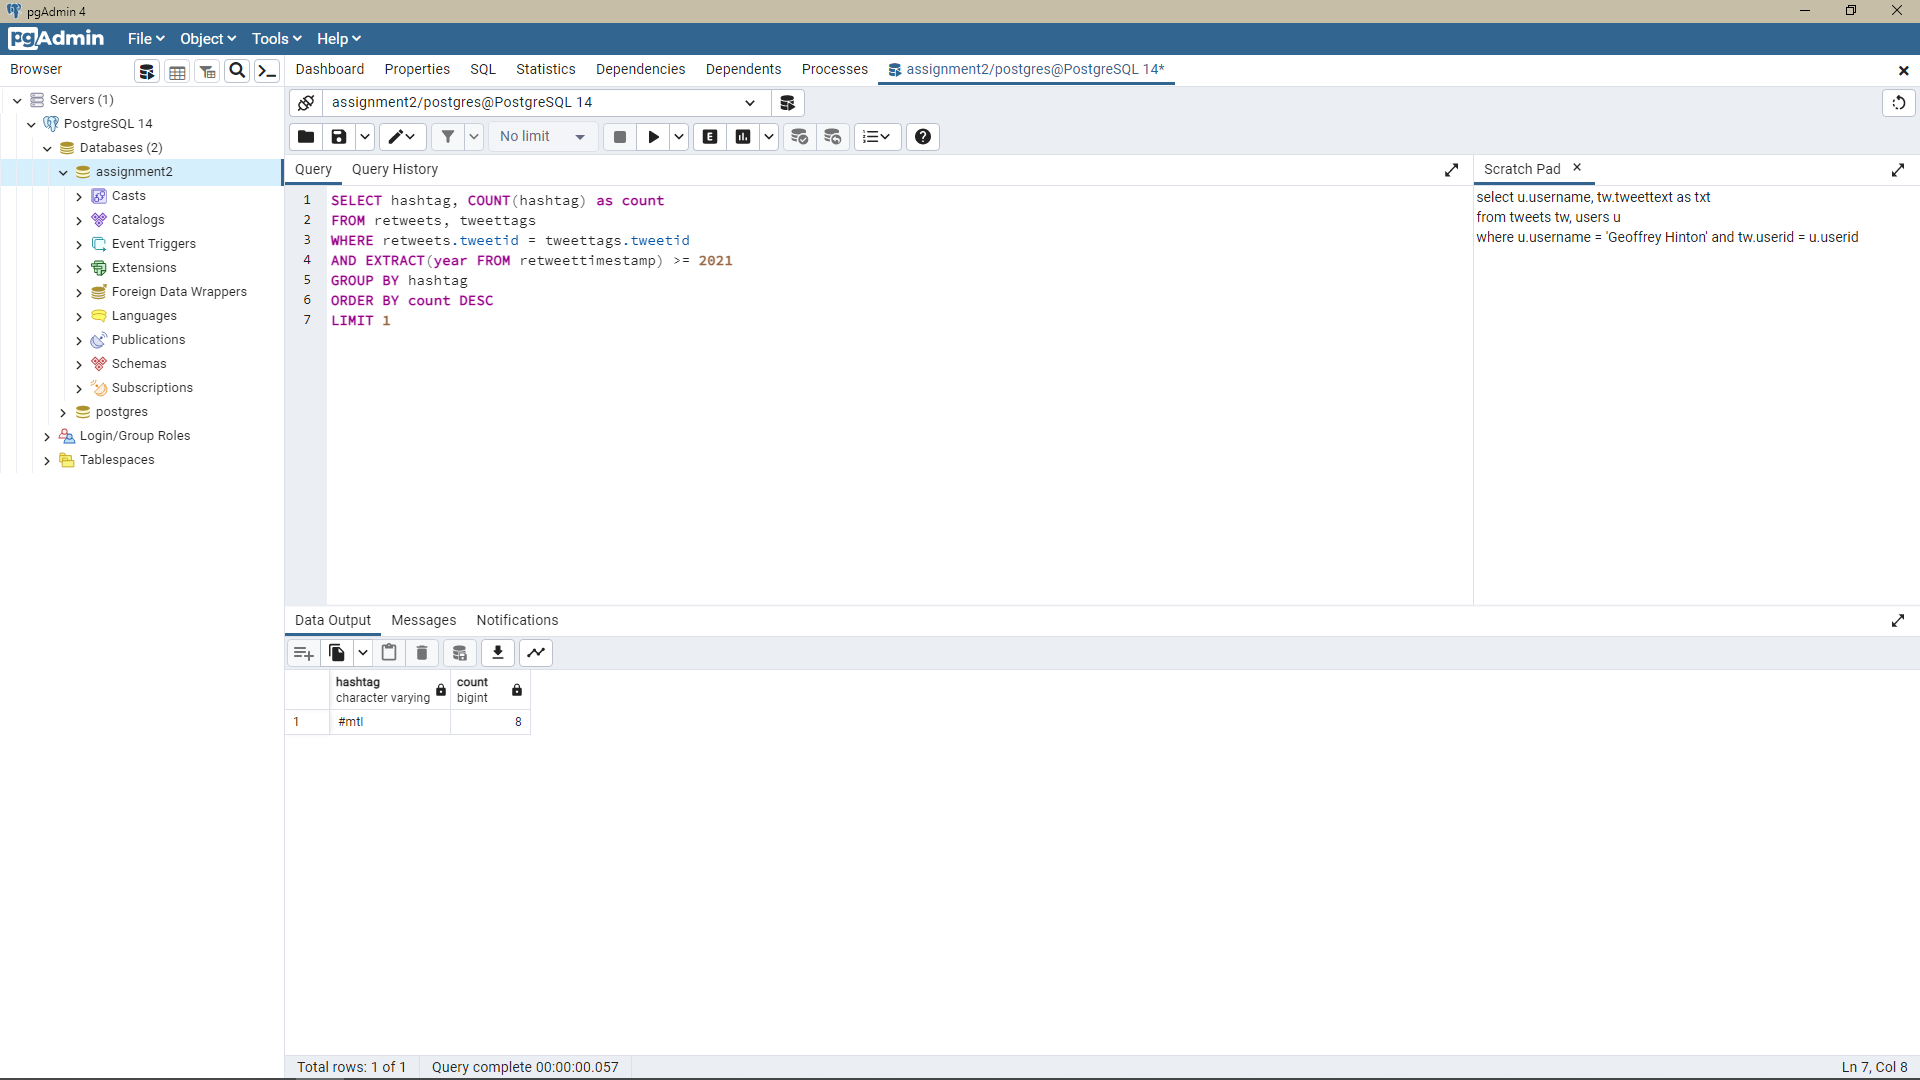 pgAdmin 4
pgAdmin File Object Tools Help
Browser
Dashboard Properties SQL Statistics Dependencies Dependents Processes assignment2/postgres@PostgreSQL 14*
Servers (1)
PostgreSQL 14
Databases (2)
assignment2
Casts
Catalogs
Event Triggers
Extensions
Foreign Data Wrappers
Languages
Publications
Schemas
Subscriptions
postgres
Login/Group Roles
Tablespaces
assignment2/postgres@PostgreSQL 14
No limit
E
Query Query History
1 SELECT hashtag, COUNT(hashtag) as count
2 FROM retweets, tweettags
3 WHERE retweets.tweetid = tweettags.tweetid
4 AND EXTRACT(year FROM retweettimestamp) >= 2021
5 GROUP BY hashtag
6 ORDER BY count DESC
7 LIMIT 1
Scratch Pad
select u.username, tw.tweettext as txt
from tweets tw, users u
where u.username = 'Geoffrey Hinton' and tw.userid = u.userid
Data Output Messages Notifications
hashtag count
character varying bigint
1 #mtl 8
Total rows: 1 of 1 Query complete 00:00:00.057 Ln 7, Col 8